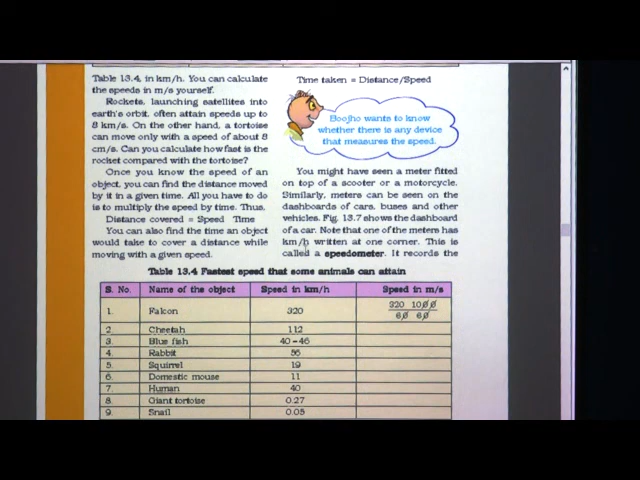 Table 13.4, in km/h. You can calculate
the speeds in m/s yourself.
Rockets, launching satellites into
earth's orbit, often attain speeds up to
8 km/s. On the other hand, a tortoise
can move only with a speed of about 8
cm/s. Can you calculate how fast is the
rocket compared with the tortoise?
Once you know the speed of an
object, you can find the distance moved
by it in a given time. All you have to do
is to multiply the speed by time. Thus,
Distance covered = Speed Time
You can also find the time an object
would take to cover a distance while
moving with a given speed.
Time taken = Distance/Speed
Boojho wants to know
whether there is any device
that measures the speed.
You might have seen a meter fitted
on top of a scooter or a motorcycle.
Similarly, meters can be seen on the
dashboards of cars, buses and other
vehicles. Fig. 13.7 shows the dashboard
of a car. Note that one of the meters has
km/h written at one corner. This is
called a speedometer. It records the
Table 13.4 Fastest speed that some animals can attain
S. No. Name of the object Speed in km/h Speed in m/s
1. Falcon 320 320 1000
60 60
2. Cheetah 112
3. Blue fish 40 – 46
4. Rabbit 56
5. Squirrel 19
6. Domestic mouse 11
7. Human 40
8. Giant tortoise 0.27
9. Snail 0.05